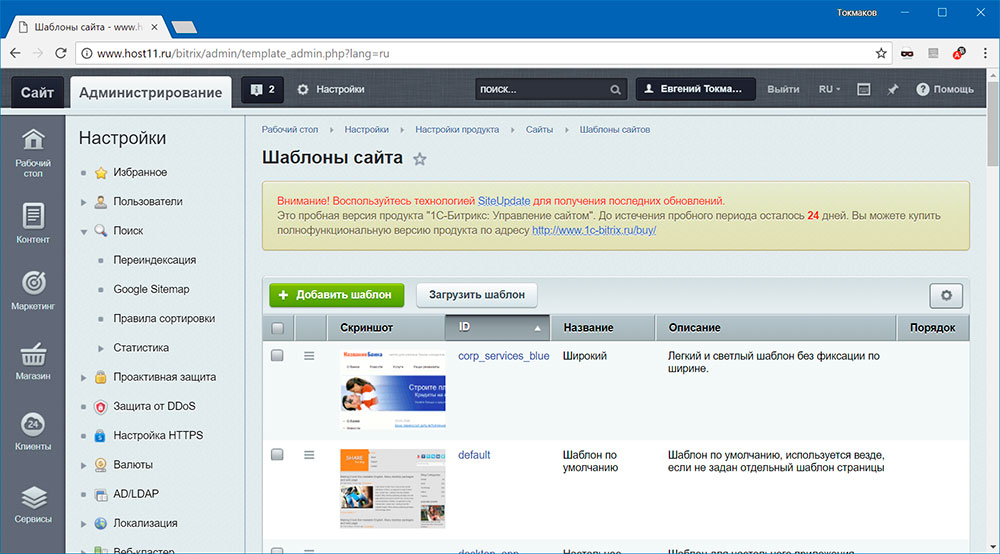 Токмаков
Шаблоны сайта - www.h
www.host11.ru/bitrix/admin/template_admin.php?lang=ru
Сайт
Администрирование
2
Настройки
поиск...
Евгений Токма...
Выйти
RU
Помощь
Рабочий стол
Контент
Маркетинг
Магазин
24
Клиенты
Сервисы
Настройки
Избранное
Пользователи
Поиск
Переиндексация
Google Sitemap
Правила сортировки
Статистика
Проактивная защита
Защита от DDoS
Настройка HTTPS
Валюты
AD/LDAP
Локализация
Веб-кластер
Рабочий стол Настройки Настройки продукта Сайты Шаблоны сайтов
Шаблоны сайта
Внимание! Воспользуйтесь технологией SiteUpdate для получения последних обновлений.
Это пробная версия продукта "1С-Битрикс: Управление сайтом". До истечения пробного периода осталось 24 дней. Вы можете купить
полнофункциональную версию продукта по адресу http://www.1c-bitrix.ru/buy/
+ Добавить шаблон
Загрузить шаблон
Скриншот ID Название Описание Порядок
corp_services_blue Широкий Легкий и светлый шаблон без фиксации по
ширине.
НазваниеБанка
Строите пл
Кредиты на
default Шаблон по Шаблон по умолчанию, используется везде,
умолчанию если не задан отдельный шаблон страницы